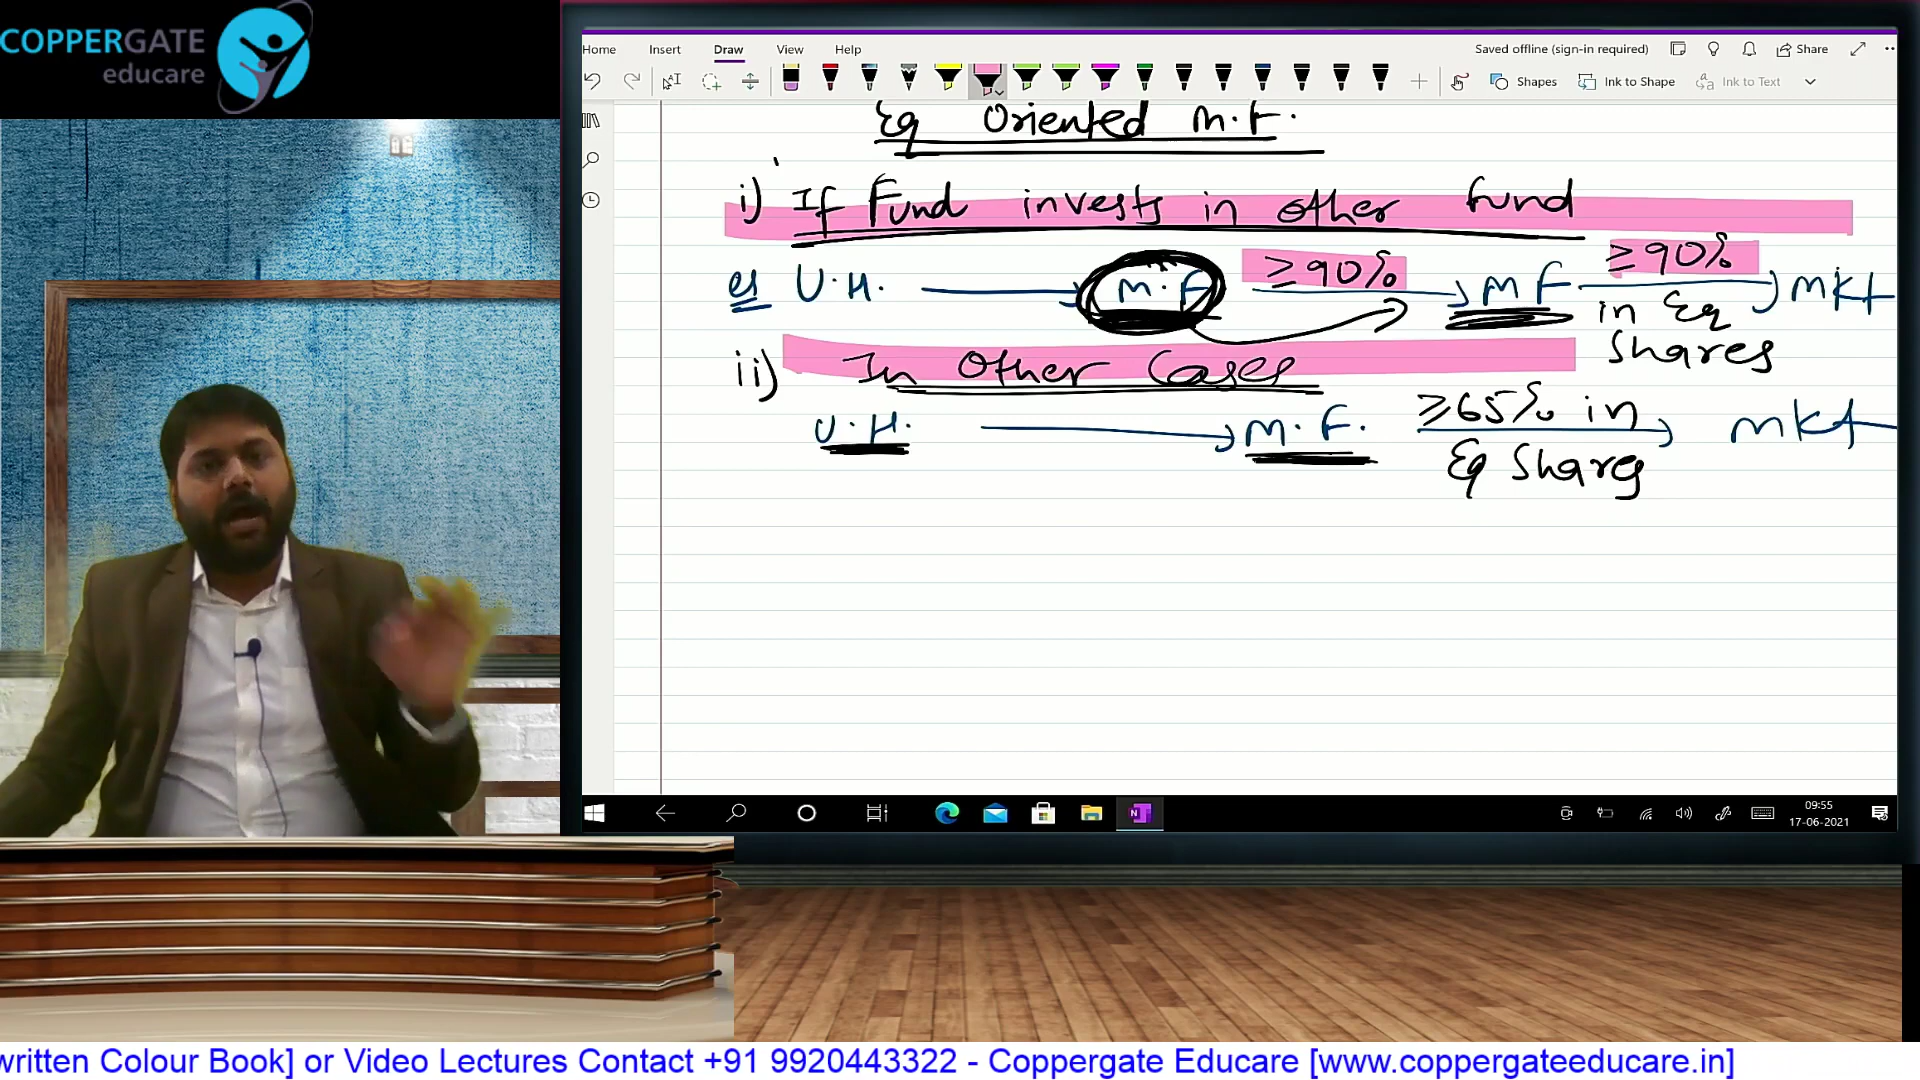 COPPERGATE
educare
Home Insert Draw View Help
Saved offline (sign-in required) Share
Shapes Ink to Shape Ink to Text
Eq Oriented M.F.
i) If Fund invests in other fund
eg U.H. M.F ≥90% MF ≥90% in Eq Shares Mkt
ii) In Other Cases
U.H. M.F. ≥65% in Eq Shares Mkt
09:55
17-06-2021
written Colour Book] or Video Lectures Contact +91 9920443322 - Coppergate Educare [www.coppergateeducare.in]